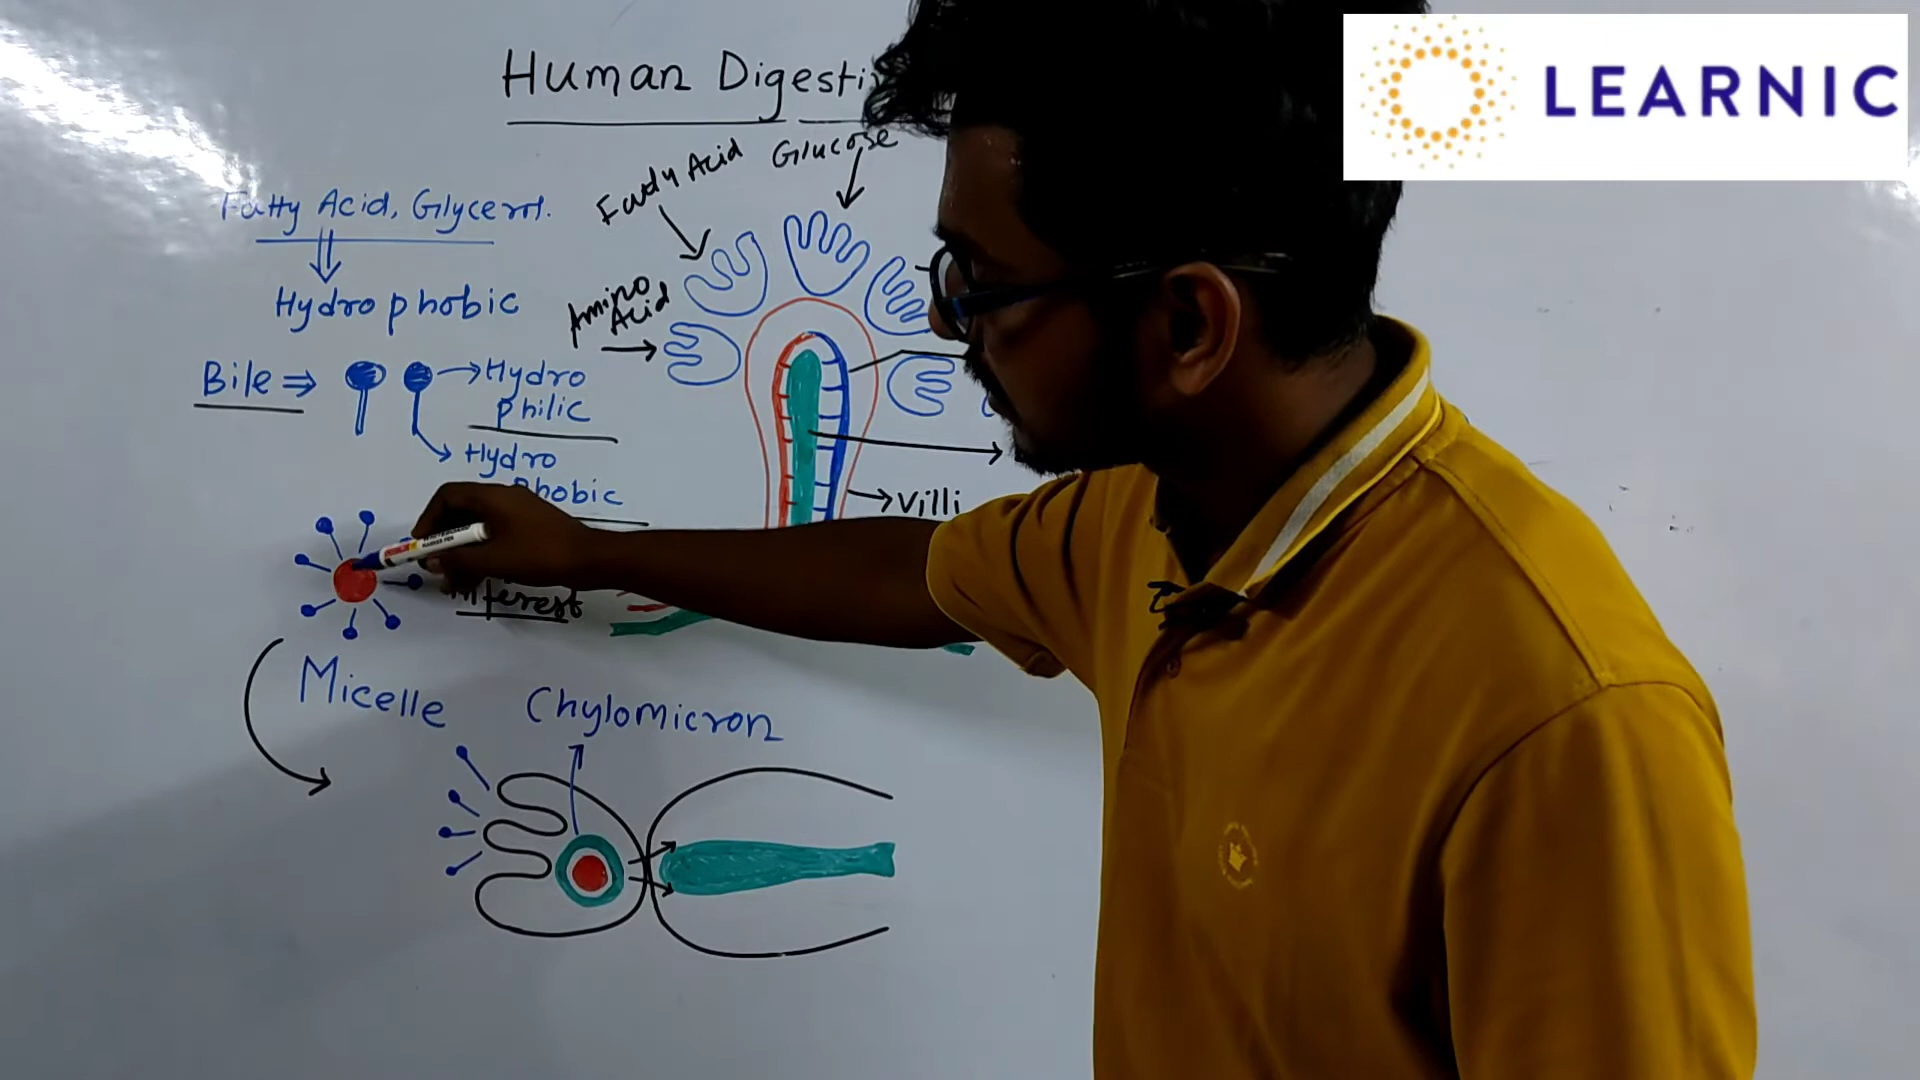 Human Digesti
LEARNIC
Fatty Acid, Glycerol.
Hydrophobic
Fatty Acid
Glucose
Amino
Acid
Bile ⇒
Hydro
philic
Hydro
phobic
Villi
Micelle
Chylomicron